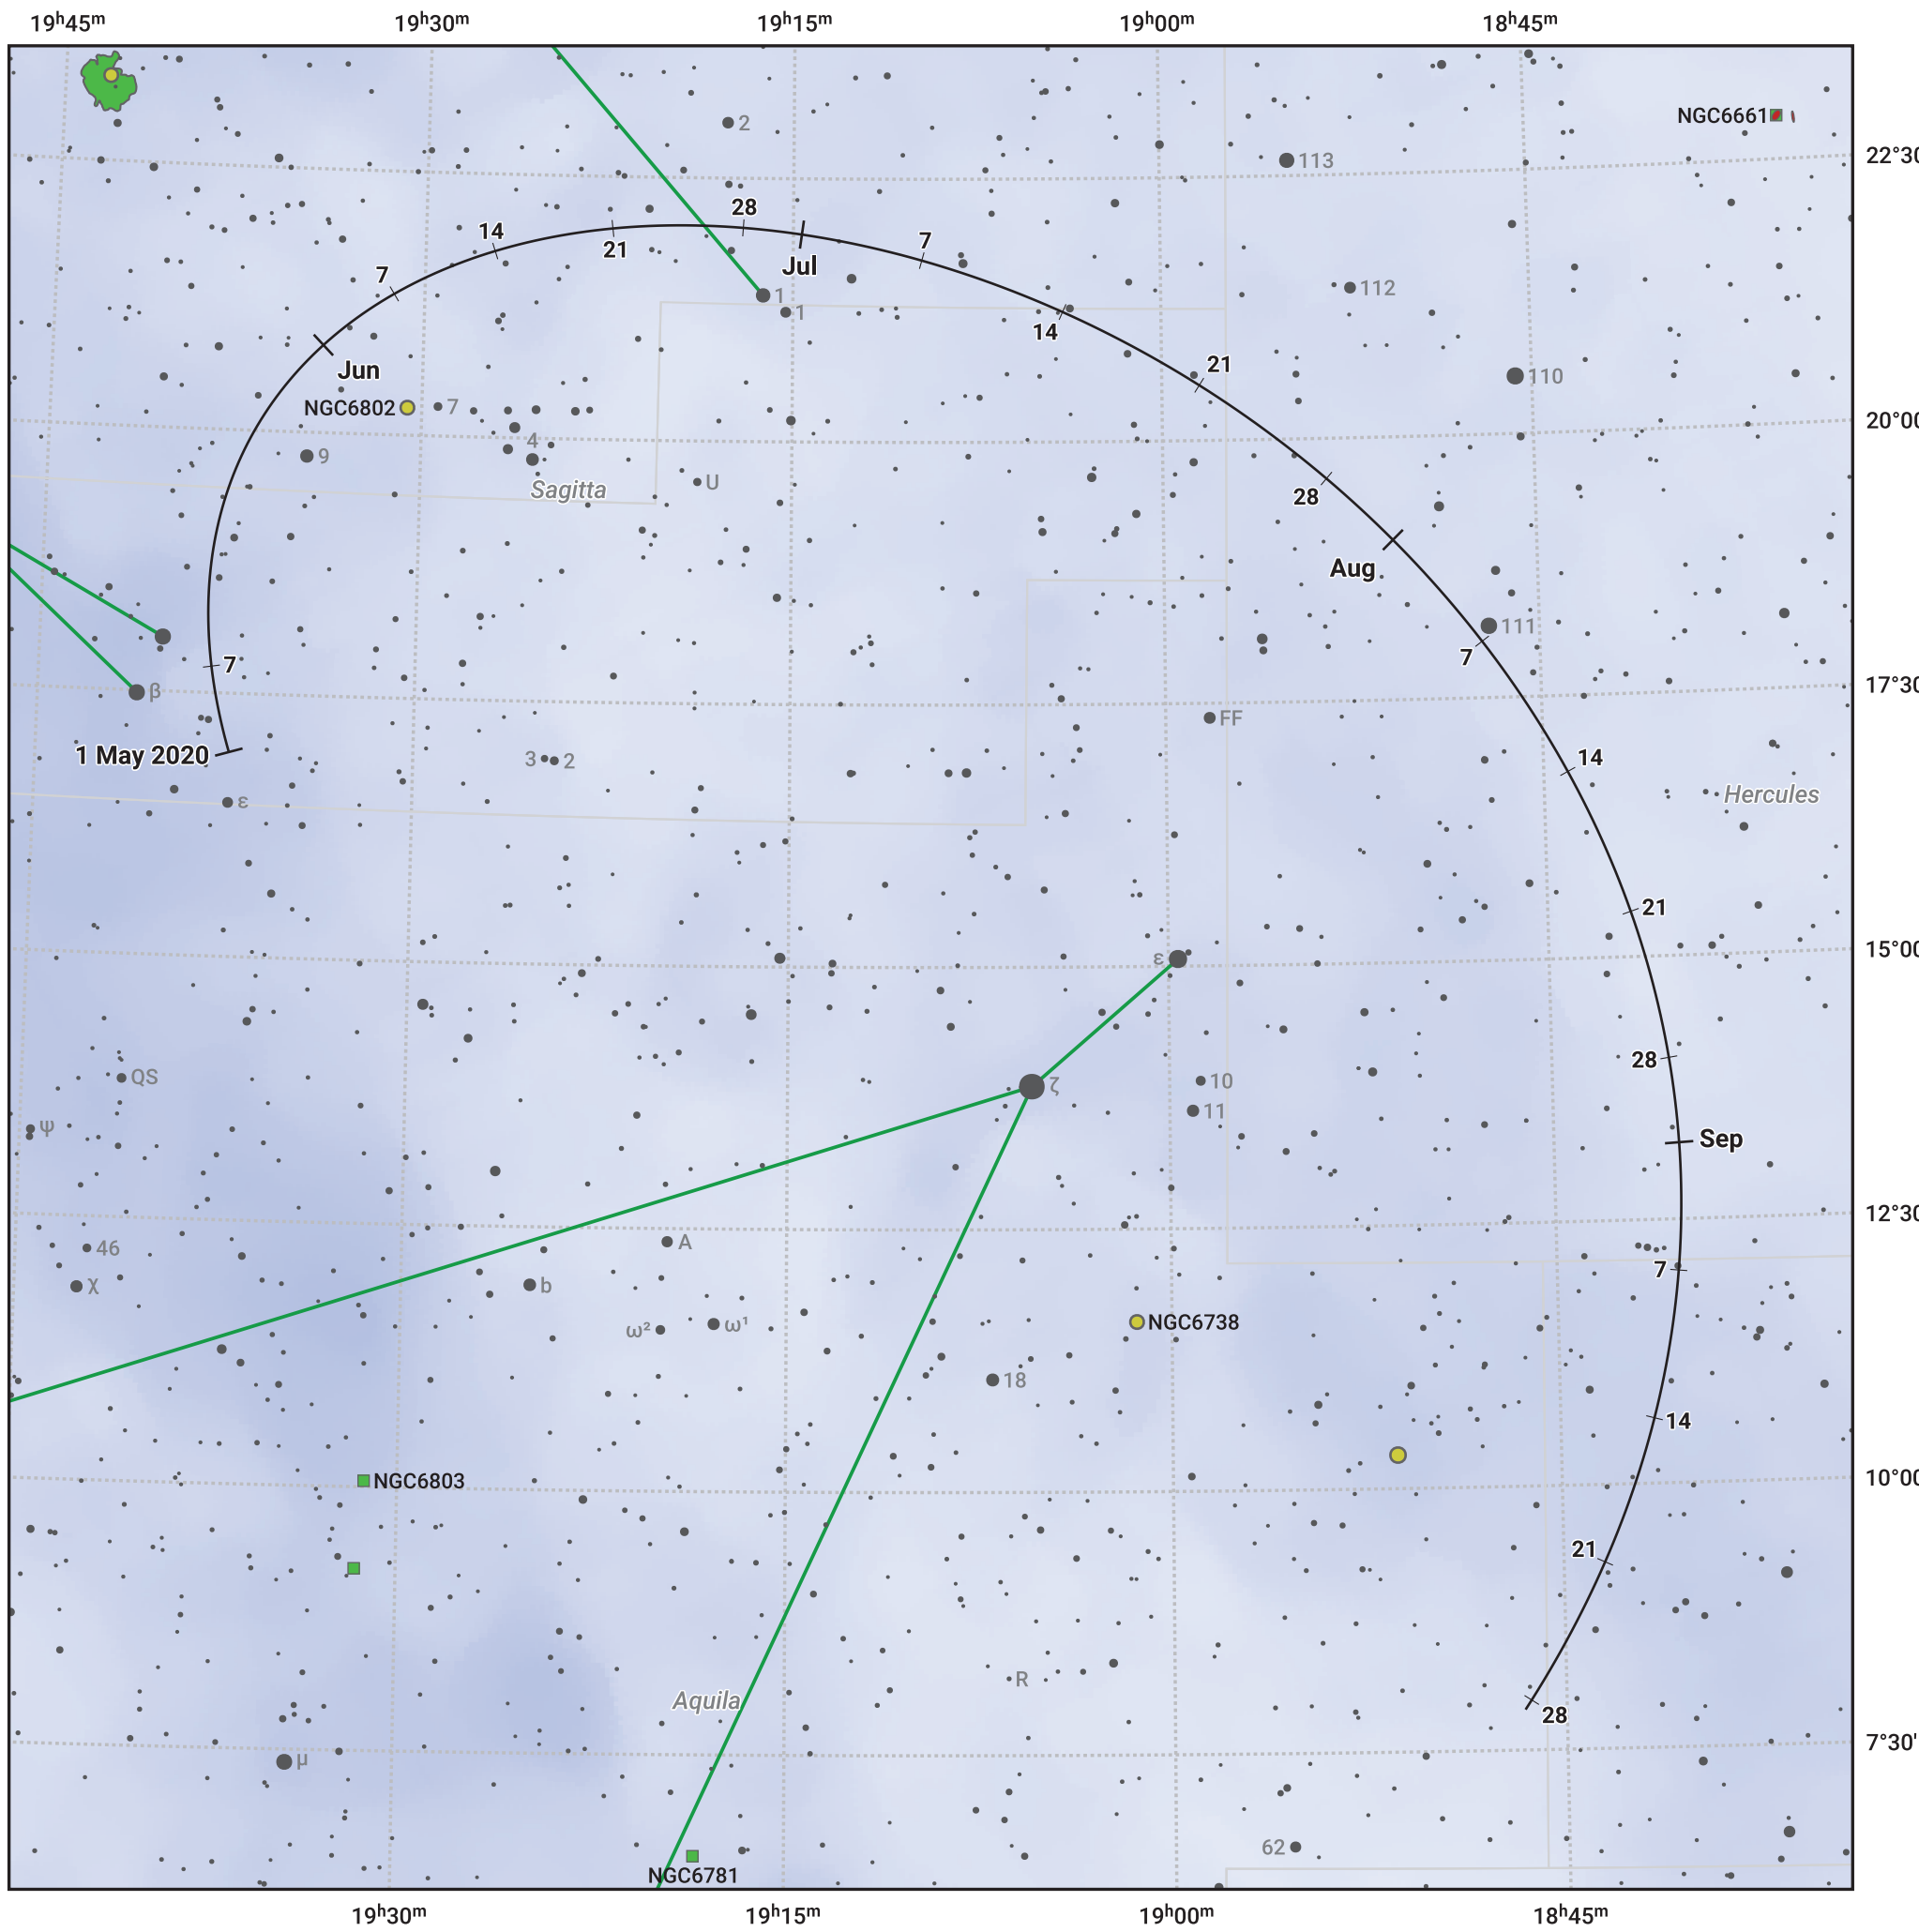 19ʰ45ᵐ 19ʰ30ᵐ 19ʰ15ᵐ 19ʰ00ᵐ 18ʰ45ᵐ
NGC6661
2
22°30
113
28
14
21
7
Jul
7
1
112
1
14
Jun
21
110
NGC6802
7
20°00
4
9
U
Sagitta
28
Aug
111
7
7
17°30
β
FF
1 May 2020
3 2
14
ε
Hercules
21
15°00
ε
28
QS
10
ζ
11
ψ
Sep
12°30
A
46
7
χ
b
NGC6738
ω² ω¹
18
14
NGC6803
10°00
21
R
Aquila
28
7°30'
μ
62
NGC6781
19ʰ30ᵐ 19ʰ15ᵐ 19ʰ00ᵐ 18ʰ45ᵐ